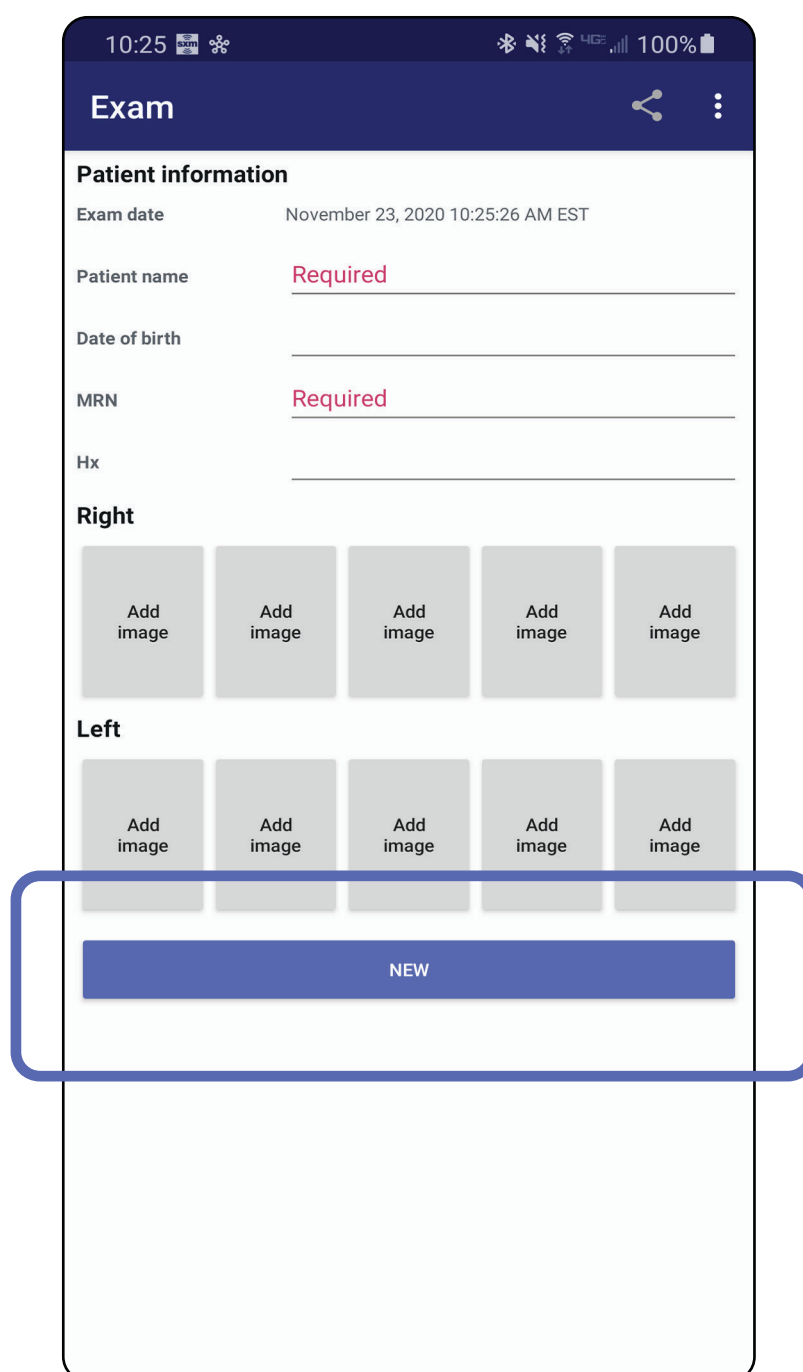 10:25 sxm 4GE 100%
Exam
Patient information
Exam date November 23, 2020 10:25:26 AM EST
Patient name Required
Date of birth
MRN Required
Hx
Right
Add image Add image Add image Add image Add image
Left
Add image Add image Add image Add image Add image
NEW